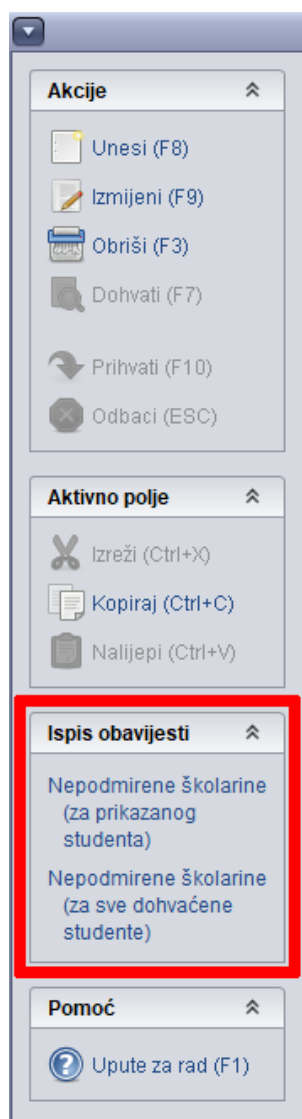 Akcije
Unesi (F8)
Izmijeni (F9)
Obriši (F3)
Dohvati (F7)
Prihvati (F10)
Odbaci (ESC)
Aktivno polje
Izreži (Ctrl+X)
Kopiraj (Ctrl+C)
Nalijepi (Ctrl+V)
Ispis obavijesti
Nepodmirene školarine
(za prikazanog
studenta)
Nepodmirene školarine
(za sve dohvaćene
studente)
Pomoć
Upute za rad (F1)